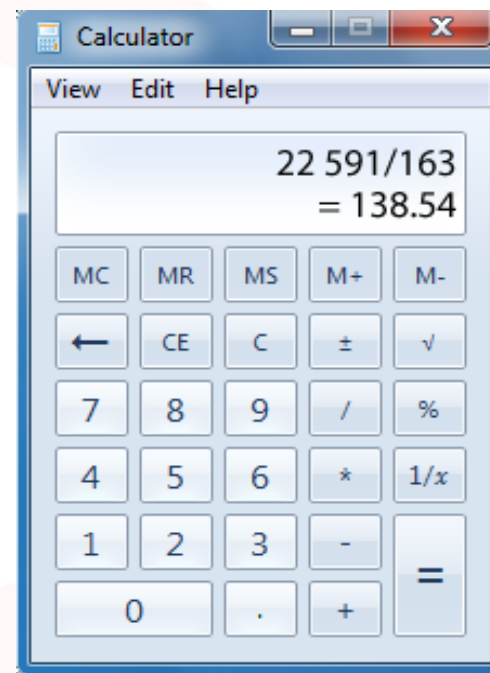 Calculator
View Edit Help
22 591/163
= 138.54
MC MR MS M+ M-
← CE C ± √
7 8 9 / %
4 5 6 * 1/x
1 2 3 - =
0 . +